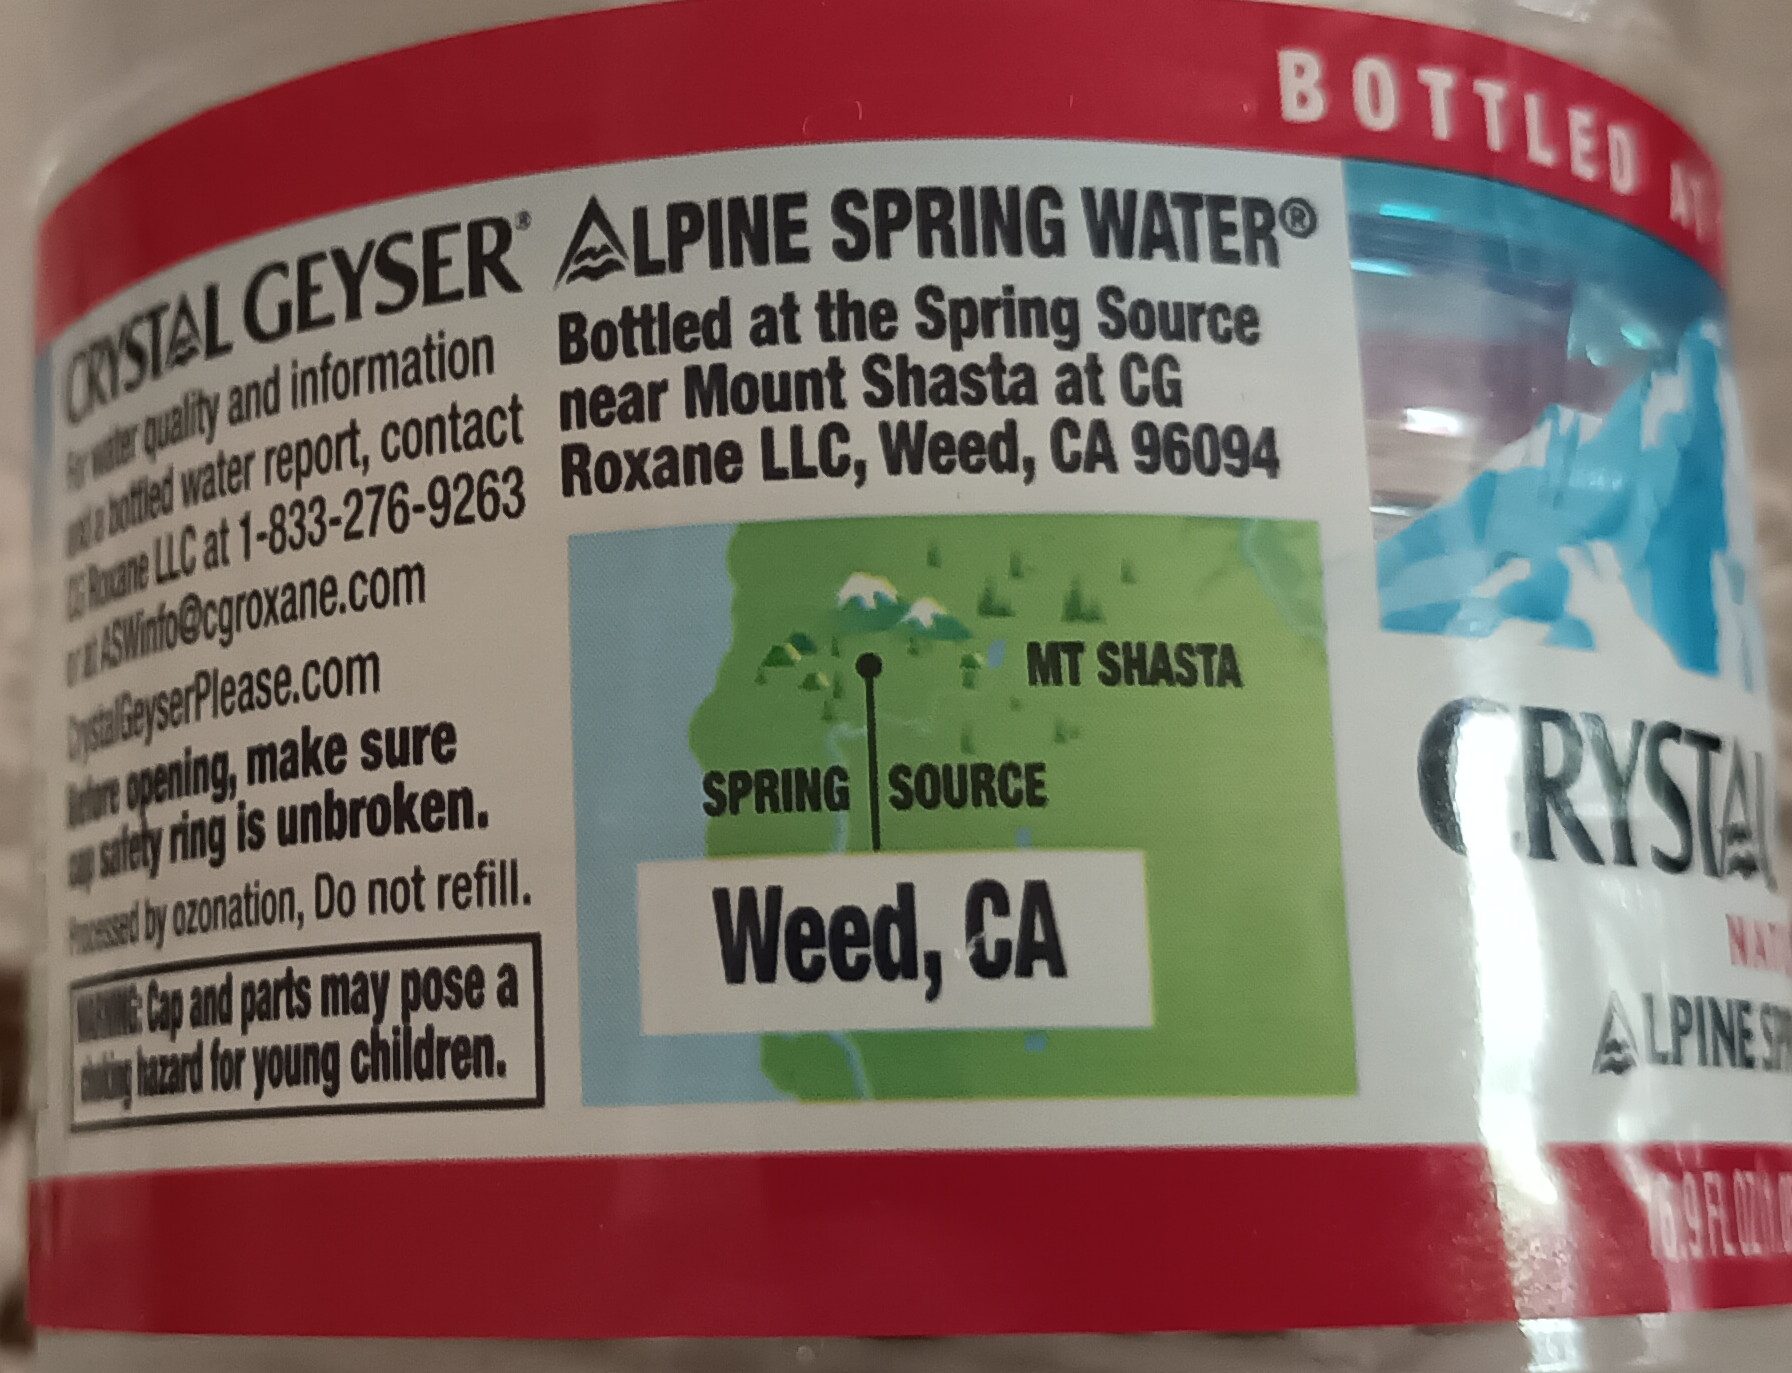 BOTTLED AT
CRYSTAL GEYSER®
For water quality and information
and a bottled water report, contact
CG Roxane LLC at 1-833-276-9263
or at ASWinfo@cgroxane.com
CrystalGeyserPlease.com
Before opening, make sure
cap safety ring is unbroken.
Processed by ozonation, Do not refill.
WARNING: Cap and parts may pose a
choking hazard for young children.
ALPINE SPRING WATER®
Bottled at the Spring Source
near Mount Shasta at CG
Roxane LLC, Weed, CA 96094
MT SHASTA
SPRING SOURCE
Weed, CA
CRYSTAL
ALPINE
FL OZ